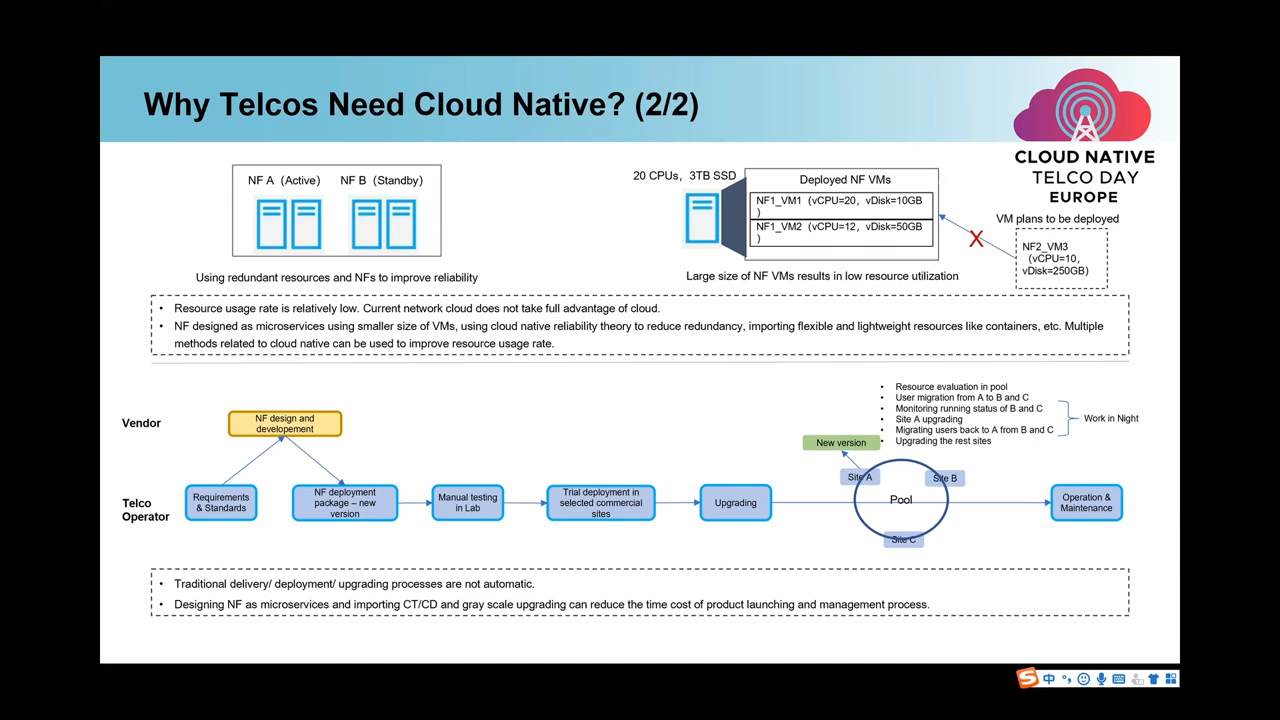 Why Telcos Need Cloud Native? (2/2)
CLOUD NATIVE
TELCO DAY
EUROPE
NF A（Active） NF B（Standby）
Using redundant resources and NFs to improve reliability
20 CPUs，3TB SSD
Deployed NF VMs
NF1_VM1（vCPU=20，vDisk=10GB
）
NF1_VM2（vCPU=12，vDisk=50GB
）
X
VM plans to be deployed
NF2_VM3
（vCPU=10,
vDisk=250GB）
Large size of NF VMs results in low resource utilization
• Resource usage rate is relatively low. Current network cloud does not take full advantage of cloud.
• NF designed as microservices using smaller size of VMs, using cloud native reliability theory to reduce redundancy, importing flexible and lightweight resources like containers, etc. Multiple
methods related to cloud native can be used to improve resource usage rate.
• Resource evaluation in pool
• User migration from A to B and C
• Monitoring running status of B and C
• Site A upgrading
• Migrating users back to A from B and C
• Upgrading the rest sites
Work in Night
Vendor
NF design and
developement
New version
Telco
Operator
Requirements
& Standards
NF deployment
package – new
version
Manual testing
in Lab
Trial deployment in
selected commercial
sites
Upgrading
Site A
Site B
Pool
Site C
Operation &
Maintenance
• Traditional delivery/ deployment/ upgrading processes are not automatic.
• Designing NF as microservices and importing CT/CD and gray scale upgrading can reduce the time cost of product launching and management process.
S 中